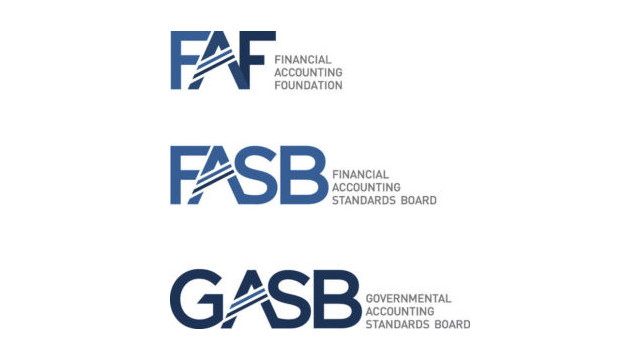 FAF
FINANCIAL
ACCOUNTING
FOUNDATION
FASB
FINANCIAL
ACCOUNTING
STANDARDS BOARD
GASB
GOVERNMENTAL
ACCOUNTING
STANDARDS BOARD